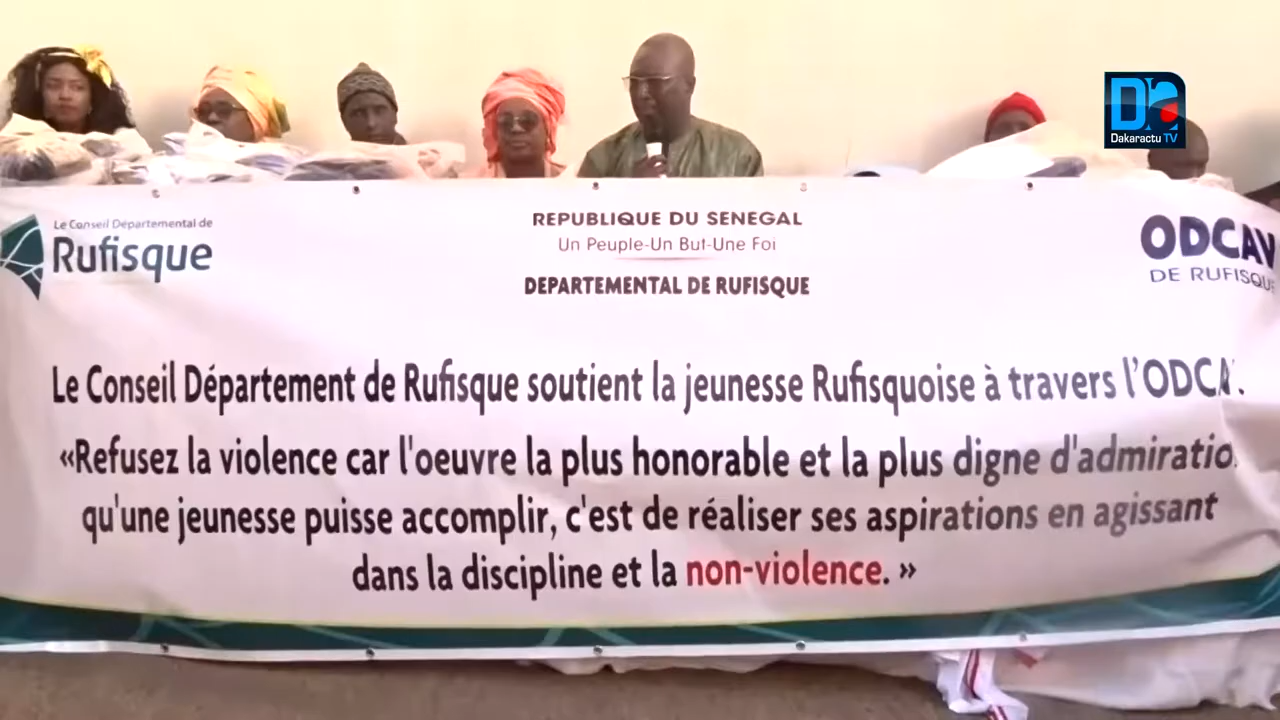 Dakaractu TV
Le Conseil Départemental de
Rufisque
REPUBLIQUE DU SENEGAL
Un Peuple-Un But-Une Foi
DEPARTEMENTAL DE RUFISQUE
ODCAV
DE RUFISQUE
Le Conseil Département de Rufisque soutient la jeunesse Rufisquoise à travers l'ODCA
«Refusez la violence car l'oeuvre la plus honorable et la plus digne d'admiratio
qu'une jeunesse puisse accomplir, c'est de réaliser ses aspirations en agissant
dans la discipline et la non-violence. »